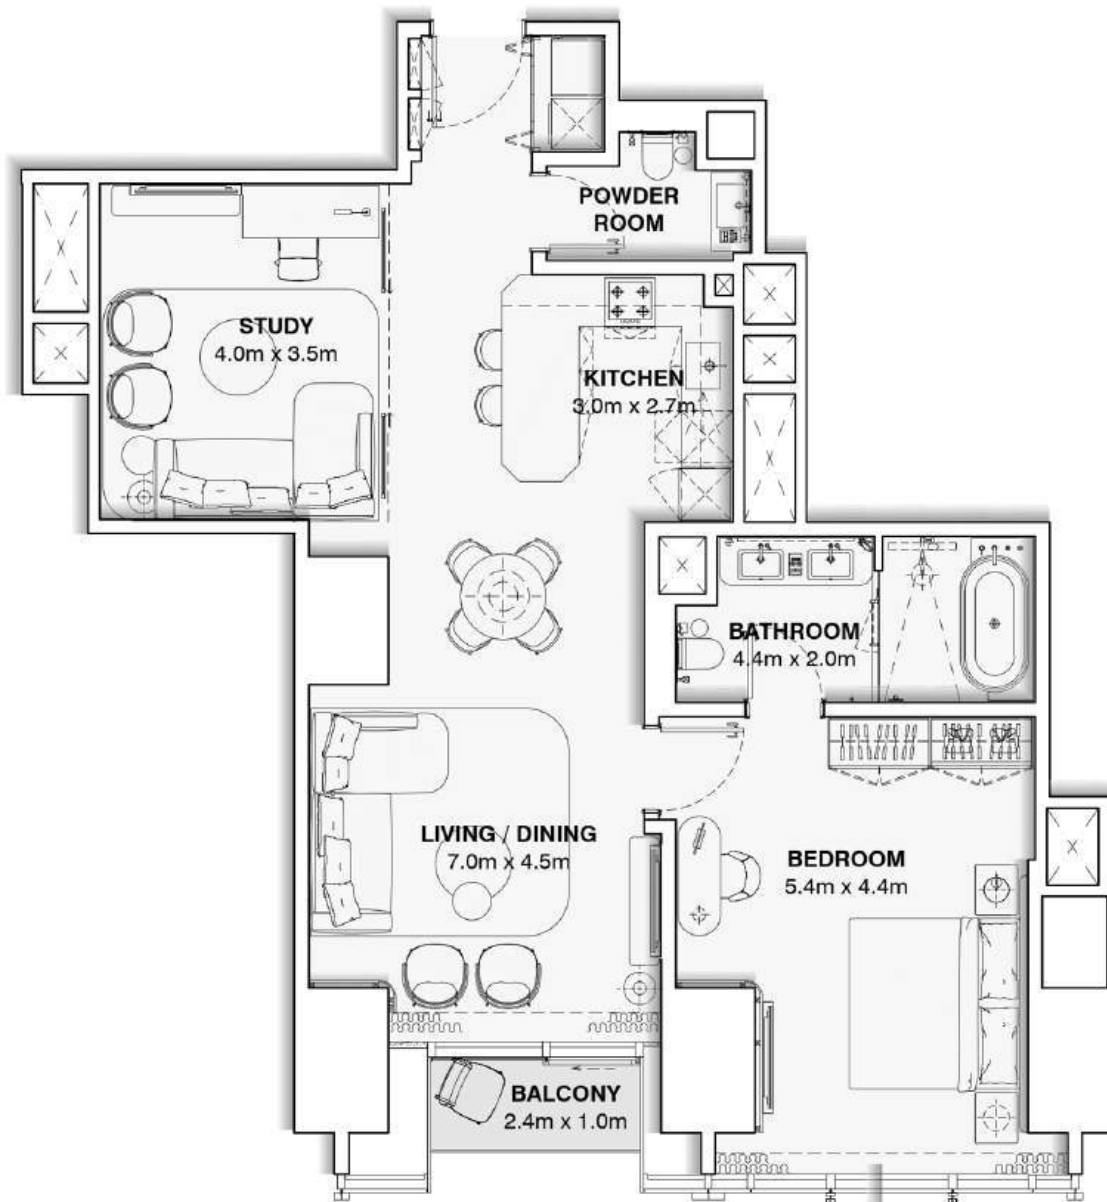 POWDER
ROOM
STUDY
4.0m x 3.5m
KITCHEN
3.0m x 2.7m
BATHROOM
4.4m x 2.0m
LIVING / DINING
7.0m x 4.5m
BEDROOM
5.4m x 4.4m
BALCONY
2.4m x 1.0m